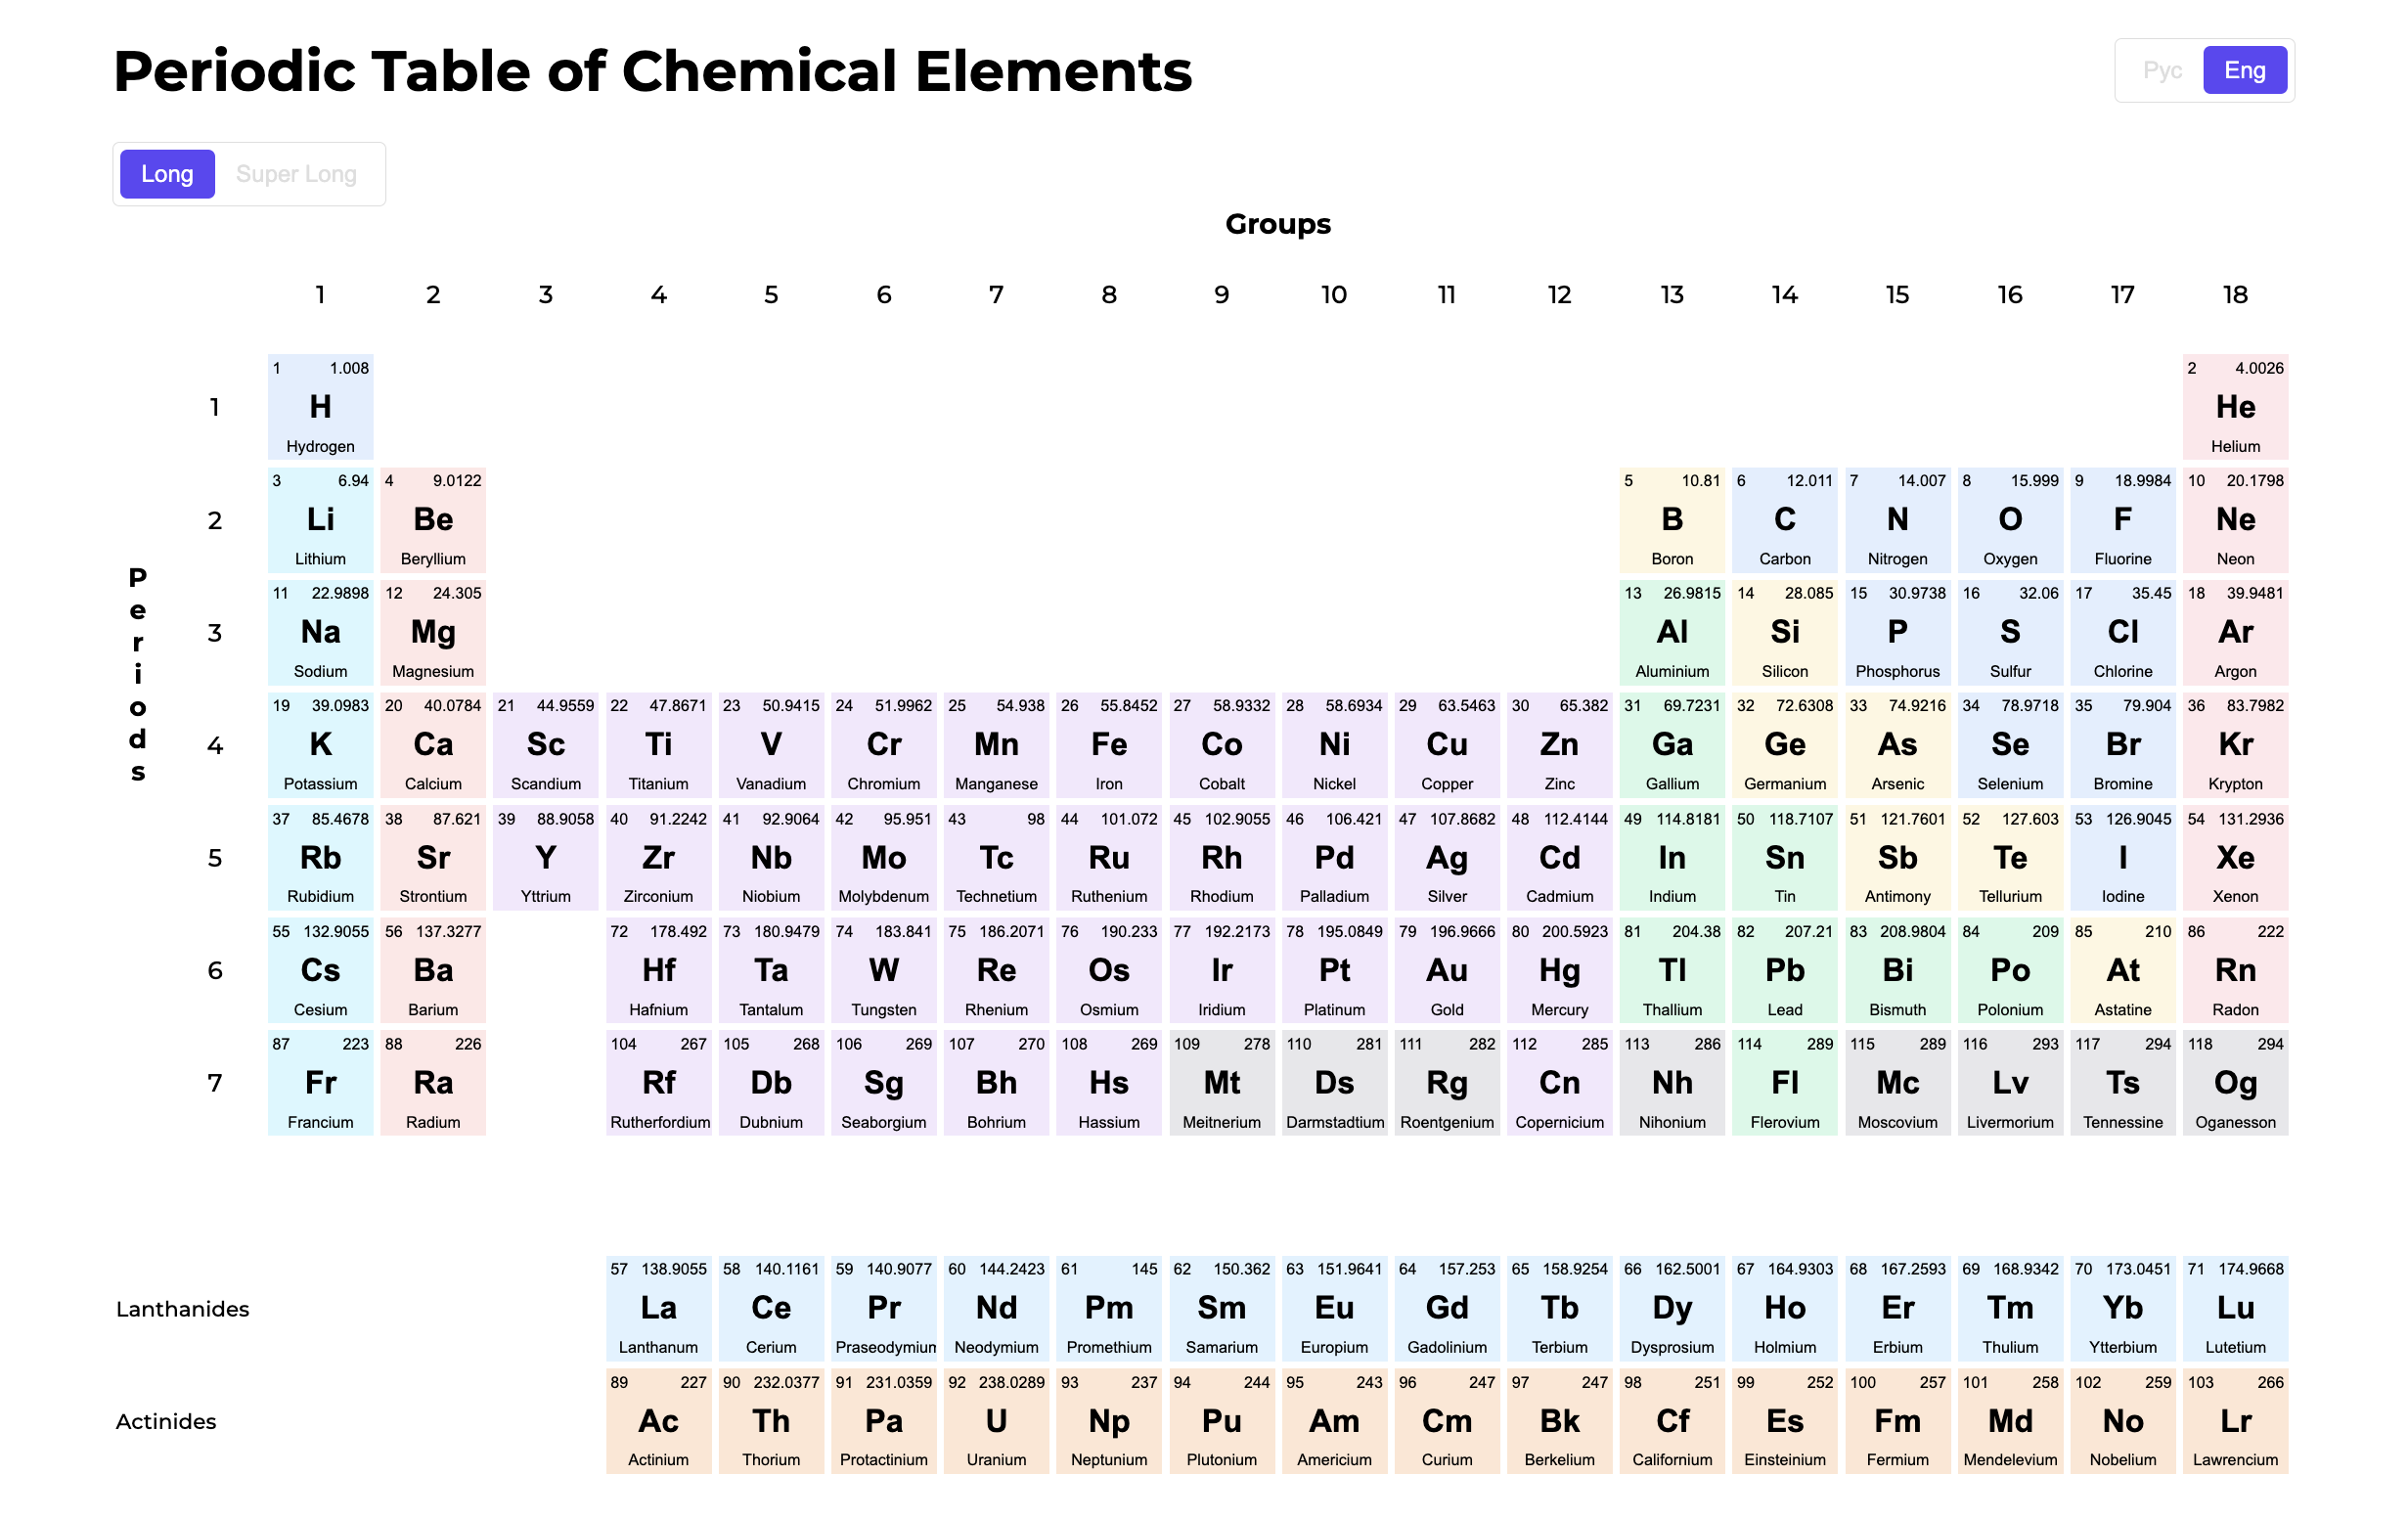 Periodic Table of Chemical Elements
Рус Eng
Long Super Long
Groups
1 2 3 4 5 6 7 8 9 10 11 12 13 14 15 16 17 18
Periods
1
1 1.008 2 4.0026
H He
Hydrogen Helium
2
3 6.94 4 9.0122 5 10.81 6 12.011 7 14.007 8 15.999 9 18.9984 10 20.1798
Li Be B C N O F Ne
Lithium Beryllium Boron Carbon Nitrogen Oxygen Fluorine Neon
3
11 22.9898 12 24.305 13 26.9815 14 28.085 15 30.9738 16 32.06 17 35.45 18 39.9481
Na Mg Al Si P S Cl Ar
Sodium Magnesium Aluminium Silicon Phosphorus Sulfur Chlorine Argon
4
19 39.0983 20 40.0784 21 44.9559 22 47.8671 23 50.9415 24 51.9962 25 54.938 26 55.8452 27 58.9332 28 58.6934 29 63.5463 30 65.382 31 69.7231 32 72.6308 33 74.9216 34 78.9718 35 79.904 36 83.7982
K Ca Sc Ti V Cr Mn Fe Co Ni Cu Zn Ga Ge As Se Br Kr
Potassium Calcium Scandium Titanium Vanadium Chromium Manganese Iron Cobalt Nickel Copper Zinc Gallium Germanium Arsenic Selenium Bromine Krypton
5
37 85.4678 38 87.621 39 88.9058 40 91.2242 41 92.9064 42 95.951 43 98 44 101.072 45 102.9055 46 106.421 47 107.8682 48 112.4144 49 114.8181 50 118.7107 51 121.7601 52 127.603 53 126.9045 54 131.2936
Rb Sr Y Zr Nb Mo Tc Ru Rh Pd Ag Cd In Sn Sb Te I Xe
Rubidium Strontium Yttrium Zirconium Niobium Molybdenum Technetium Ruthenium Rhodium Palladium Silver Cadmium Indium Tin Antimony Tellurium Iodine Xenon
6
55 132.9055 56 137.3277 72 178.492 73 180.9479 74 183.841 75 186.2071 76 190.233 77 192.2173 78 195.0849 79 196.9666 80 200.5923 81 204.38 82 207.21 83 208.9804 84 209 85 210 86 222
Cs Ba Hf Ta W Re Os Ir Pt Au Hg Tl Pb Bi Po At Rn
Cesium Barium Hafnium Tantalum Tungsten Rhenium Osmium Iridium Platinum Gold Mercury Thallium Lead Bismuth Polonium Astatine Radon
7
87 223 88 226 104 267 105 268 106 269 107 270 108 269 109 278 110 281 111 282 112 285 113 286 114 289 115 289 116 293 117 294 118 294
Fr Ra Rf Db Sg Bh Hs Mt Ds Rg Cn Nh Fl Mc Lv Ts Og
Francium Radium Rutherfordium Dubnium Seaborgium Bohrium Hassium Meitnerium Darmstadtium Roentgenium Copernicium Nihonium Flerovium Moscovium Livermorium Tennessine Oganesson
Lanthanides
57 138.9055 58 140.1161 59 140.9077 60 144.2423 61 145 62 150.362 63 151.9641 64 157.253 65 158.9254 66 162.5001 67 164.9303 68 167.2593 69 168.9342 70 173.0451 71 174.9668
La Ce Pr Nd Pm Sm Eu Gd Tb Dy Ho Er Tm Yb Lu
Lanthanum Cerium Praseodymium Neodymium Promethium Samarium Europium Gadolinium Terbium Dysprosium Holmium Erbium Thulium Ytterbium Lutetium
Actinides
89 227 90 232.0377 91 231.0359 92 238.0289 93 237 94 244 95 243 96 247 97 247 98 251 99 252 100 257 101 258 102 259 103 266
Ac Th Pa U Np Pu Am Cm Bk Cf Es Fm Md No Lr
Actinium Thorium Protactinium Uranium Neptunium Plutonium Americium Curium Berkelium Californium Einsteinium Fermium Mendelevium Nobelium Lawrencium